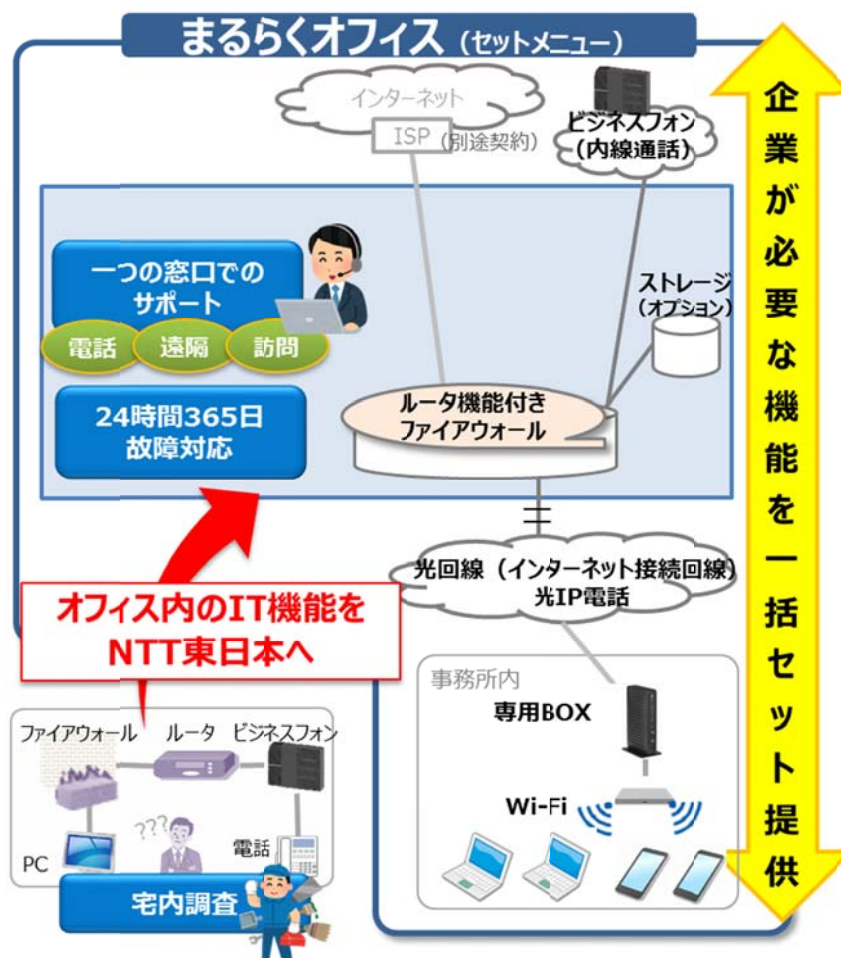 まるらくオフィス（セットメニュー）
インターネット
ISP（別途契約）
ビジネスフォン
（内線通話）
企業が必要な機能を一括セット提供
一つの窓口での
サポート
電話
遠隔
訪問
24時間365日
故障対応
ストレージ
（オプション）
ルータ機能付き
ファイアウォール
光回線（インターネット接続回線）
光IP電話
オフィス内のIT機能を
NTT東日本へ
事務所内
専用BOX
Wi-Fi
ファイアウォール
ルータ
ビジネスフォン
???
PC
電話
宅内調査